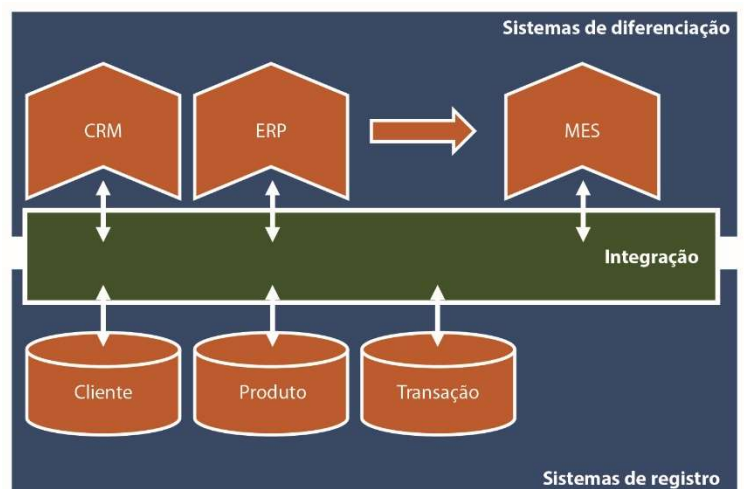 Sistemas de diferenciação
CRM
ERP
MES
Integração
Cliente
Produto
Transação
Sistemas de registro